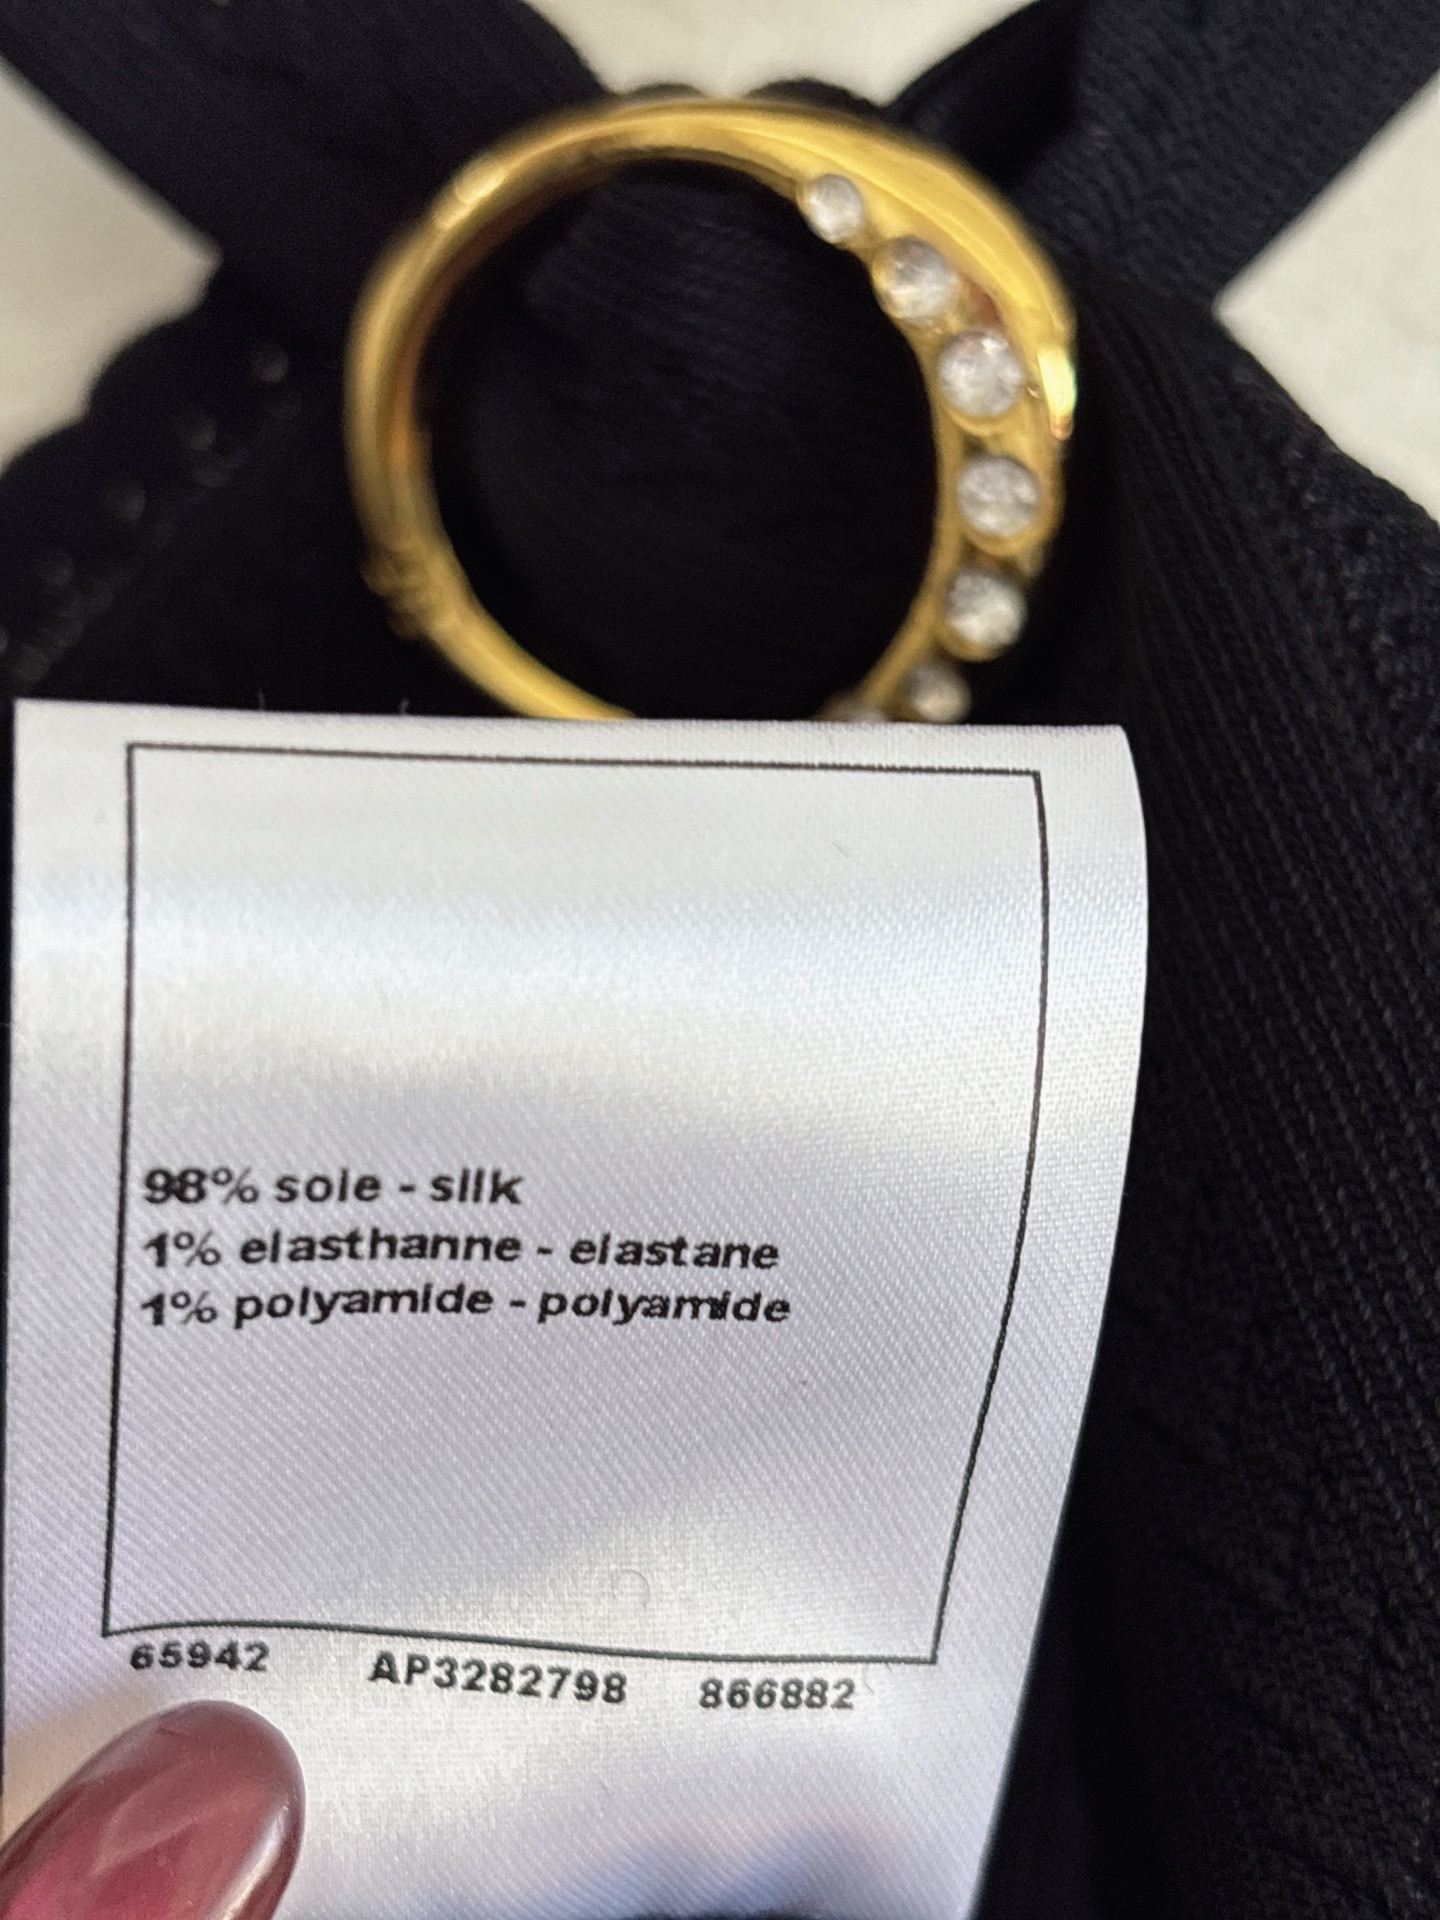 98% soie - silk
1% elasthanne - elastane
1% polyamide - polyamide
65942 AP3282798 866882